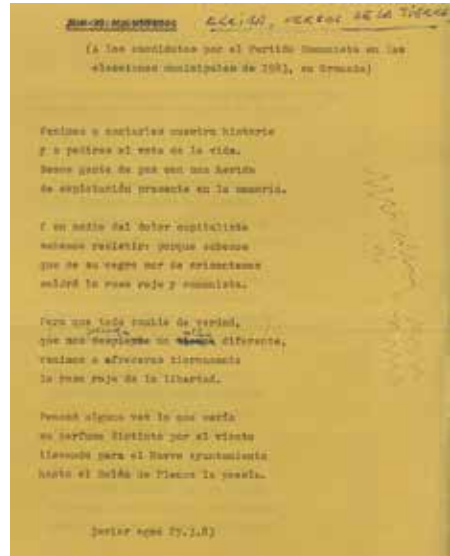 ELEGÍA, VERSOS DE LA TIERRA
(A los candidatos por el Partido Comunista en las
elecciones municipales de 1983, en Granada)
Venimos a contarles nuestra historia
y a pediros el voto de la vida.
Somos gente de paz con una herida
de explotación presente en la memoria.
Y en medio del dolor capitalista
sabemos resistir: porque sabemos
que de su negro mar de crisantemos
saldrá la rosa roja y comunista.
Para que todo cambie de verdad,
que nos despierte un diferente,
venimos a ofreceros tiernamente
la rosa roja de la libertad.
Pensad alguna vez lo que sería
su perfume distinto por el viento
llevando para el Nuevo ayuntamiento
hasta el Salón de Plenos la poesía.
javier egea 27.3.83